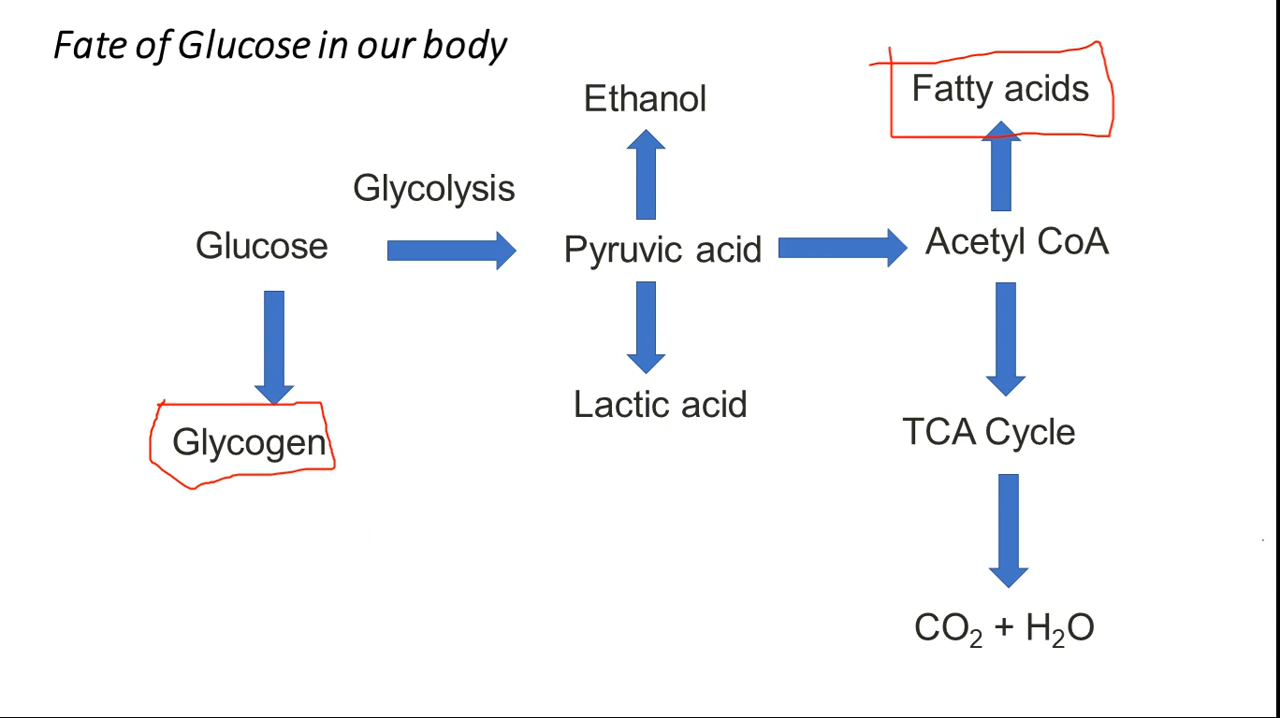 Fate of Glucose in our body
Ethanol
Fatty acids
Glycolysis
Glucose
Pyruvic acid
Acetyl CoA
Glycogen
Lactic acid
TCA Cycle
CO₂ + H₂O